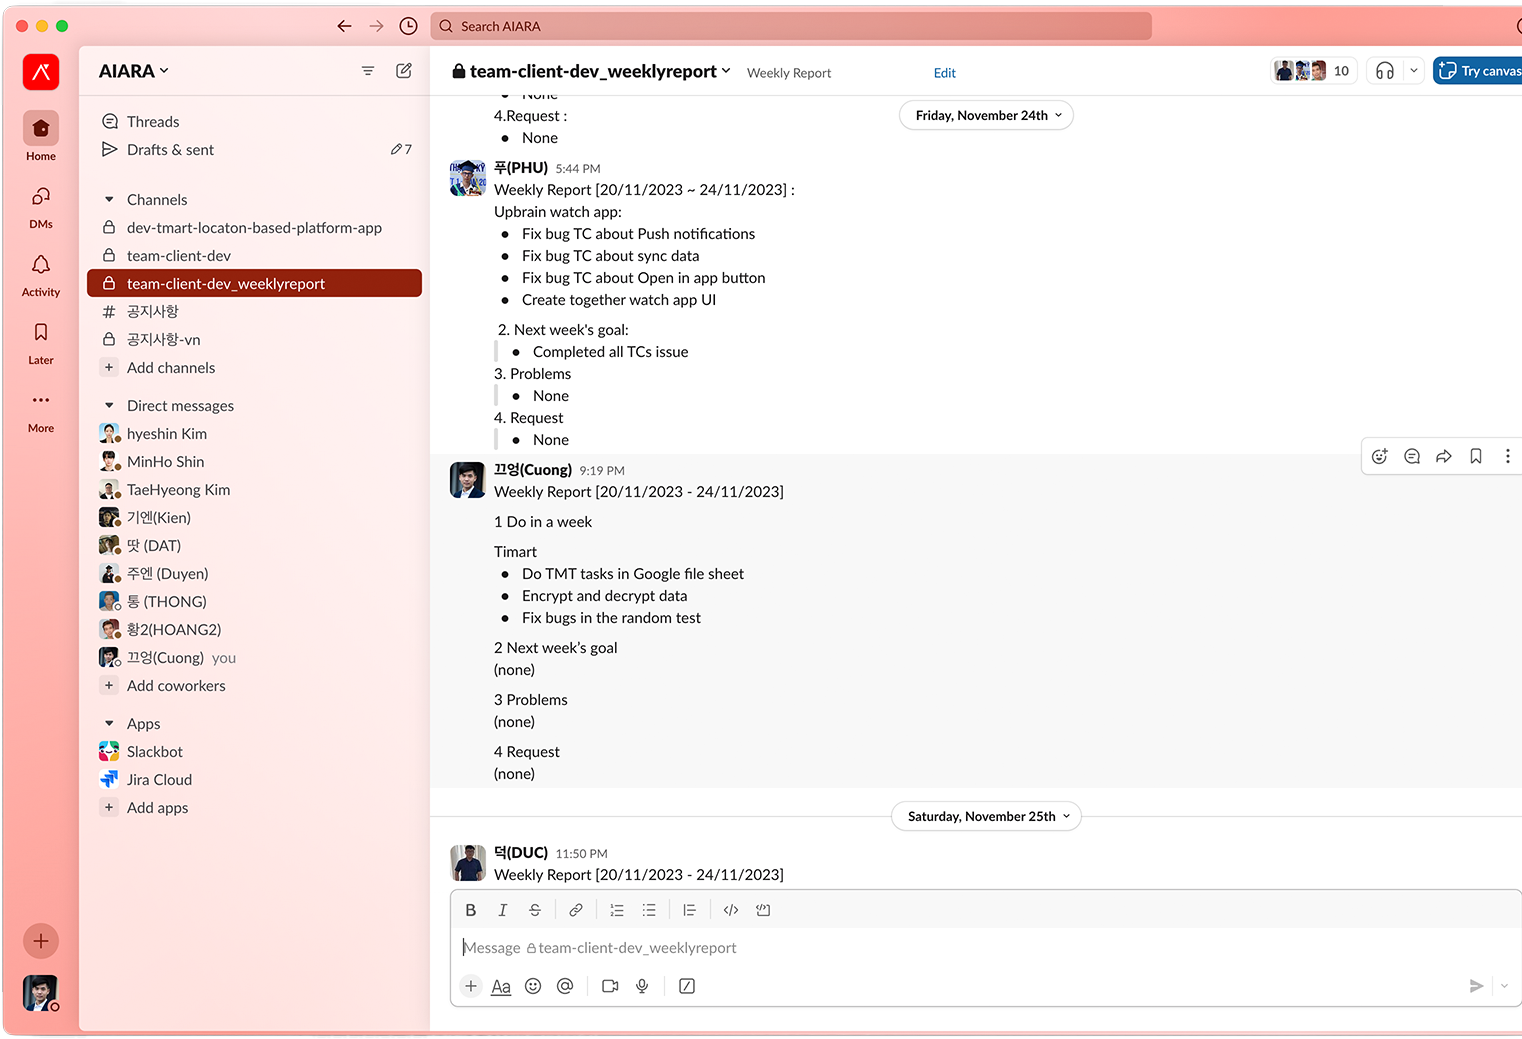 Search AIARA
AIARA
Home
DMs
Activity
Later
More
Threads
Drafts & sent
7
Channels
dev-tmart-locaton-based-platform-app
team-client-dev
team-client-dev_weeklyreport
# 공지사항
공지사항-vn
+ Add channels
Direct messages
hyeshin Kim
MinHo Shin
TaeHyeong Kim
기엔(Kien)
땃 (DAT)
주엔 (Duyen)
통 (THONG)
황2(HOANG2)
끄엉(Cuong) you
+ Add coworkers
Apps
Slackbot
Jira Cloud
+ Add apps
team-client-dev_weeklyreport
Weekly Report
Edit
10
Try canvas
• None
4.Request :
• None
Friday, November 24th
푸(PHU) 5:44 PM
Weekly Report [20/11/2023 ~ 24/11/2023] :
Upbrain watch app:
• Fix bug TC about Push notifications
• Fix bug TC about sync data
• Fix bug TC about Open in app button
• Create together watch app UI
2. Next week's goal:
• Completed all TCs issue
3. Problems
• None
4. Request
• None
끄엉(Cuong) 9:19 PM
Weekly Report [20/11/2023 - 24/11/2023]
1 Do in a week
Timart
• Do TMT tasks in Google file sheet
• Encrypt and decrypt data
• Fix bugs in the random test
2 Next week’s goal
(none)
3 Problems
(none)
4 Request
(none)
Saturday, November 25th
덕(DUC) 11:50 PM
Weekly Report [20/11/2023 - 24/11/2023]
B I S
Message team-client-dev_weeklyreport
+ Aa @